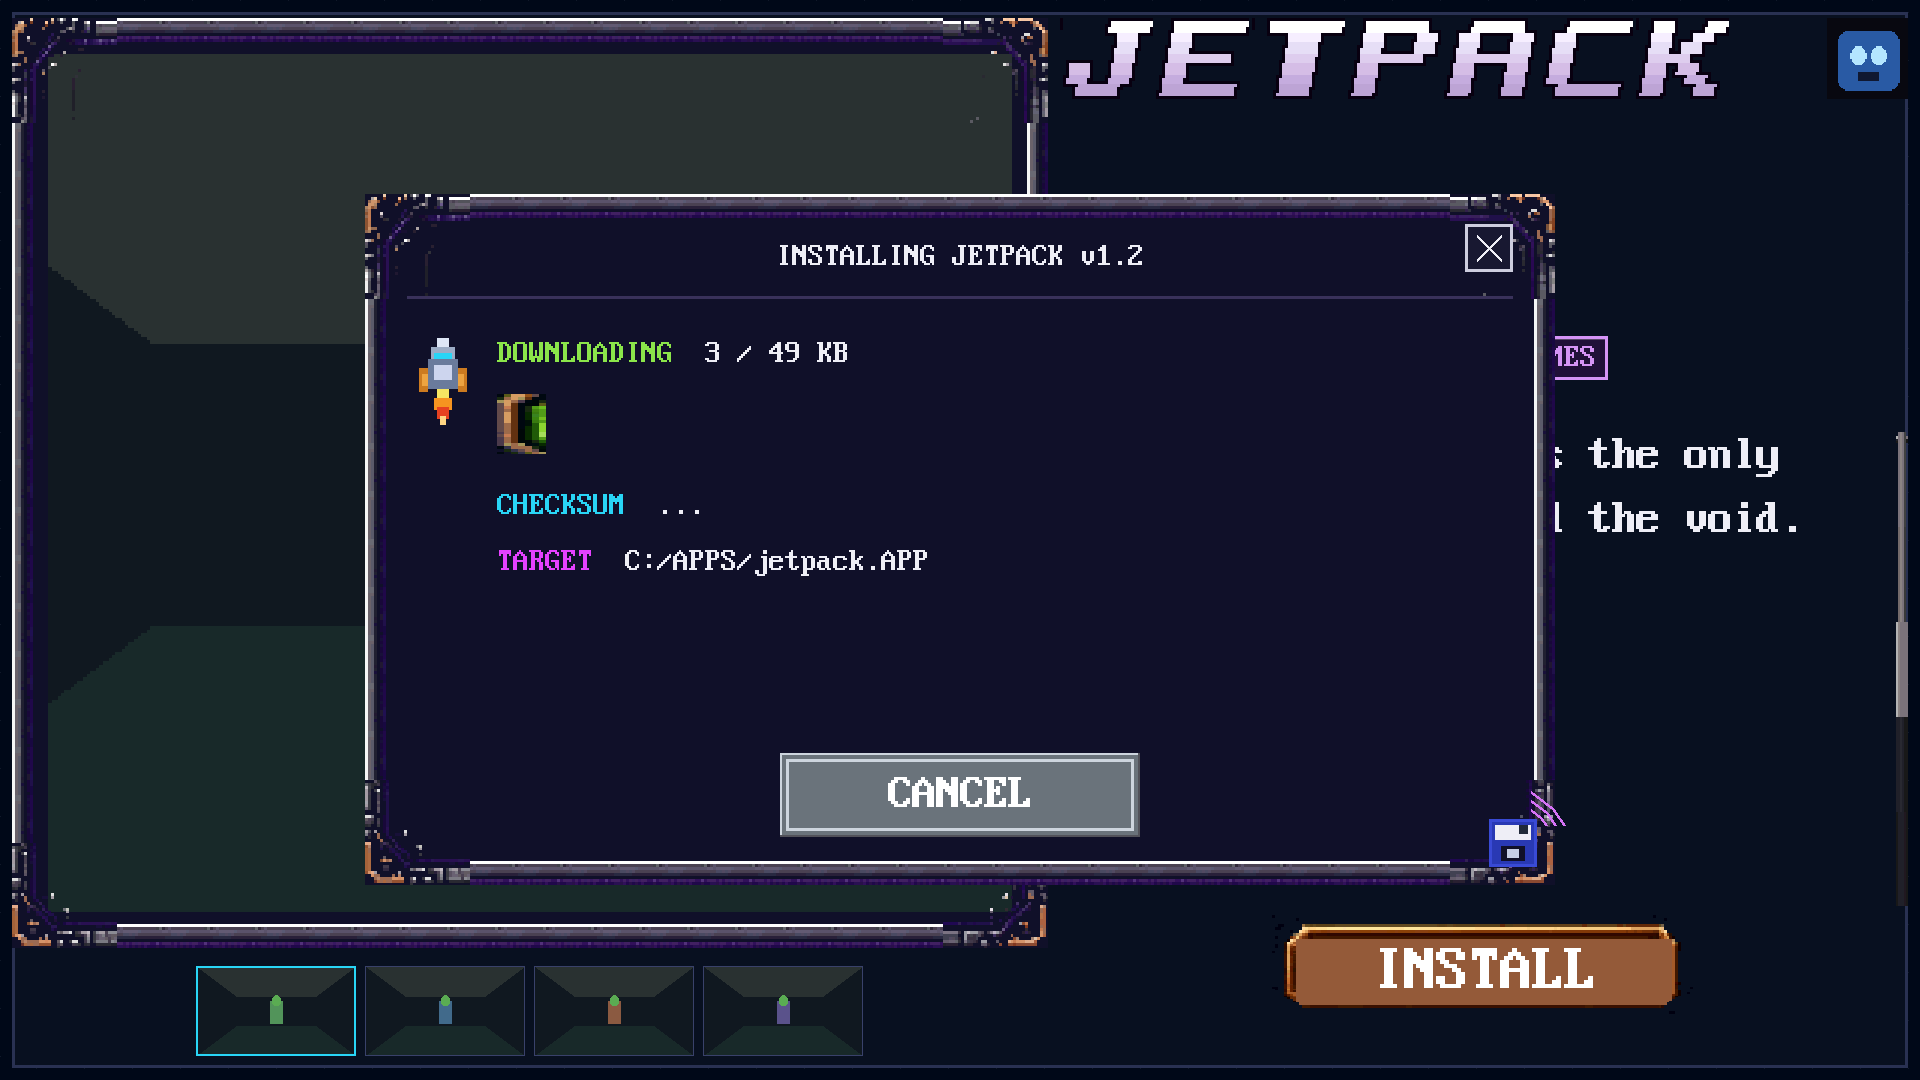 JETPACK
INSTALLING JETPACK v1.2
DOWNLOADING 3 / 49 KB
CHECKSUM ...
TARGET C:/APPS/jetpack.APP
the only
the void.
CANCEL
INSTALL